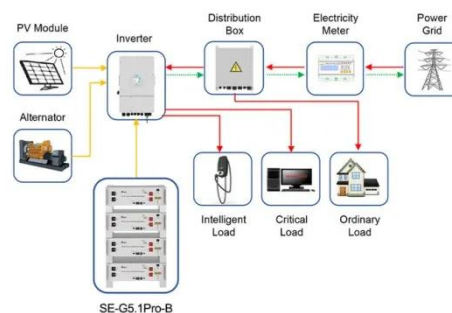 PV Module
Inverter
Distribution
Box
Electricity
Meter
Power
Grid
Alternator
Intelligent
Load
Critical
Load
Ordinary
Load
SE-G5.1Pro-B